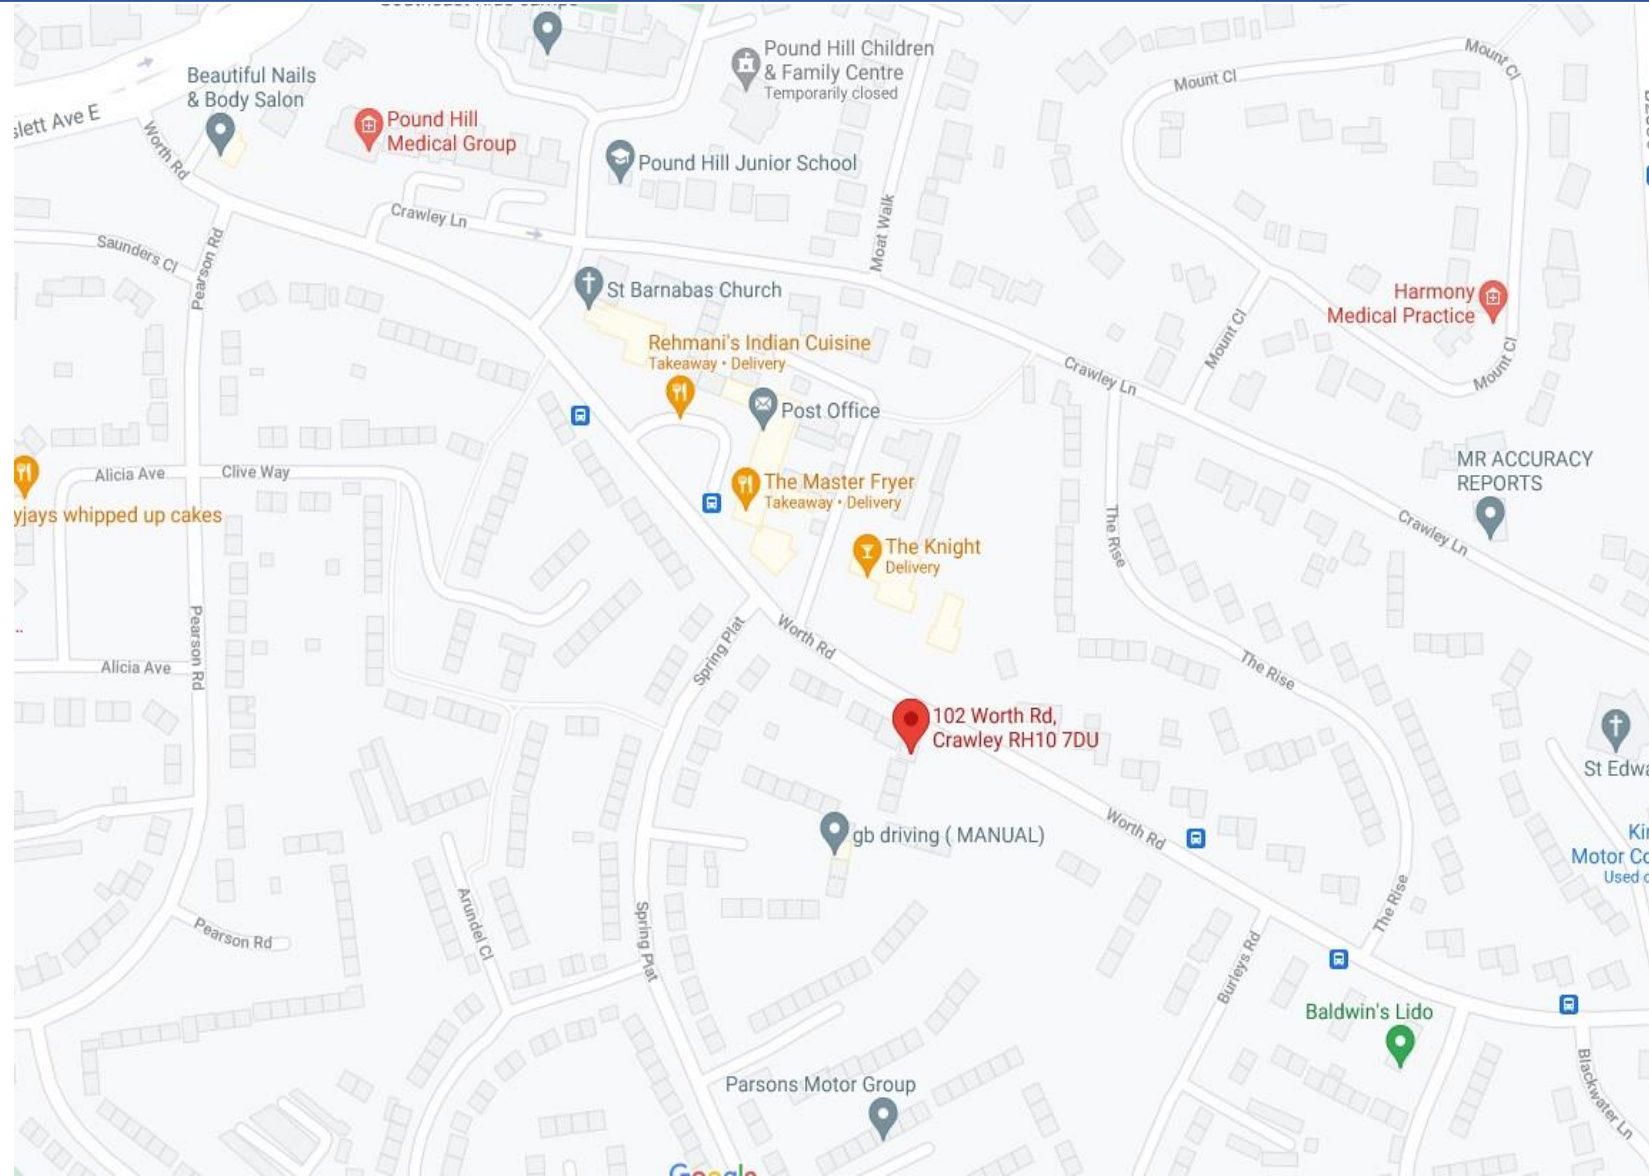 Beautiful Nails
& Body Salon
Pound Hill
Medical Group
Pound Hill Children
& Family Centre
Temporarily closed
Pound Hill Junior School
Mount Cl
Mount Cl
slett Ave E
Worth Rd
Crawley Ln
Moat Walk
Saunders Cl
Pearson Rd
St Barnabas Church
Harmony
Medical Practice
Mount Cl
Mount Cl
Rehmani's Indian Cuisine
Takeaway • Delivery
Crawley Ln
Post Office
Alicia Ave
Clive Way
MR ACCURACY
REPORTS
The Master Fryer
Takeaway • Delivery
yjays whipped up cakes
The Rise
Crawley Ln
The Knight
Delivery
Pearson Rd
Spring Plat
Worth Rd
Alicia Ave
The Rise
102 Worth Rd,
Crawley RH10 7DU
St Edwa
gb driving ( MANUAL)
Worth Rd
Kin
Motor Co
Used c
Arundel Cl
Pearson Rd
Spring Plat
The Rise
Burleys Rd
Baldwin's Lido
Parsons Motor Group
Blackwater Ln
Google